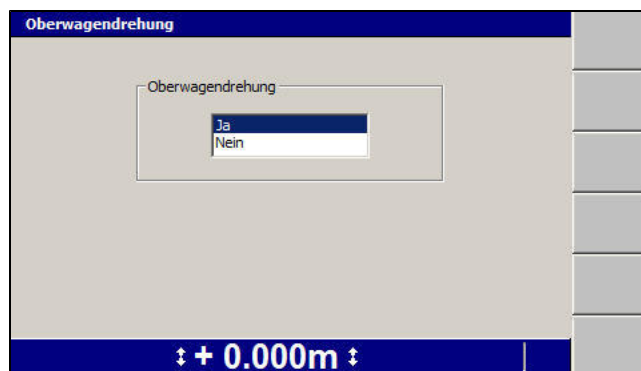 Oberwagendrehung
Oberwagendrehung
Ja
Nein
↕ + 0.000m ↕